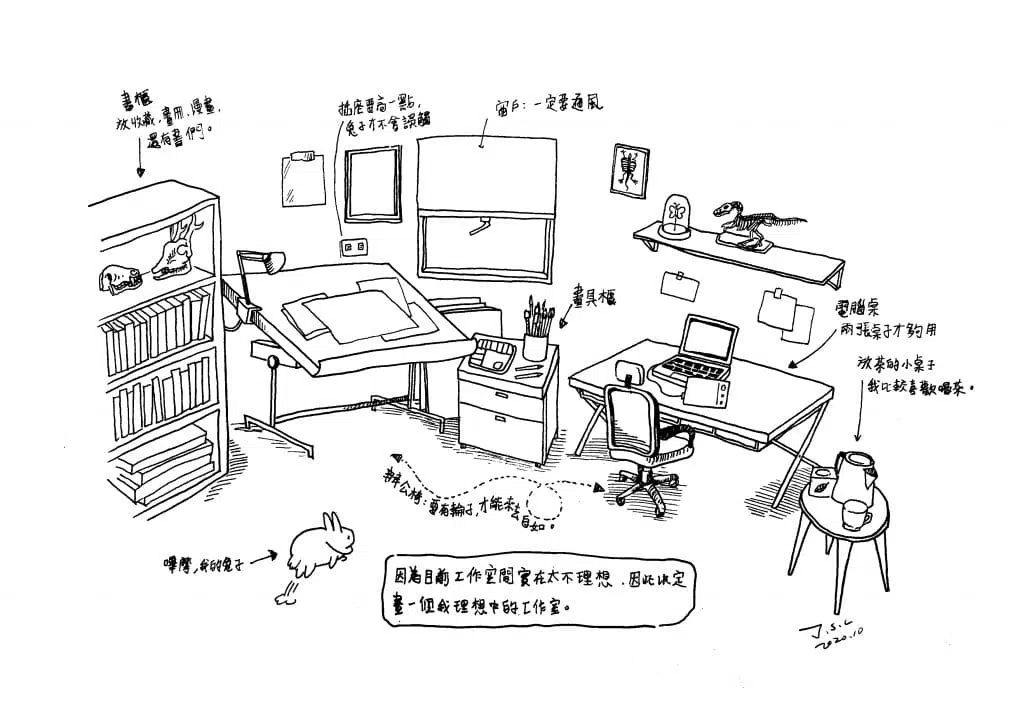 書櫃
放收藏、畫冊、漫畫,
還有書們。
插座要高一點,
兔子才不會誤觸
窗戶:一定要通風
畫具櫃
電腦桌
兩張桌子才夠用
放茶的小桌子
我比較喜歡喝茶。
辦公椅:要有輪子,才能來去自如。
嗶嘰,我的兔子
因為目前工作空間實在太不理想,因此決定
畫一個我理想中的工作室。
J.S.L
2020.10